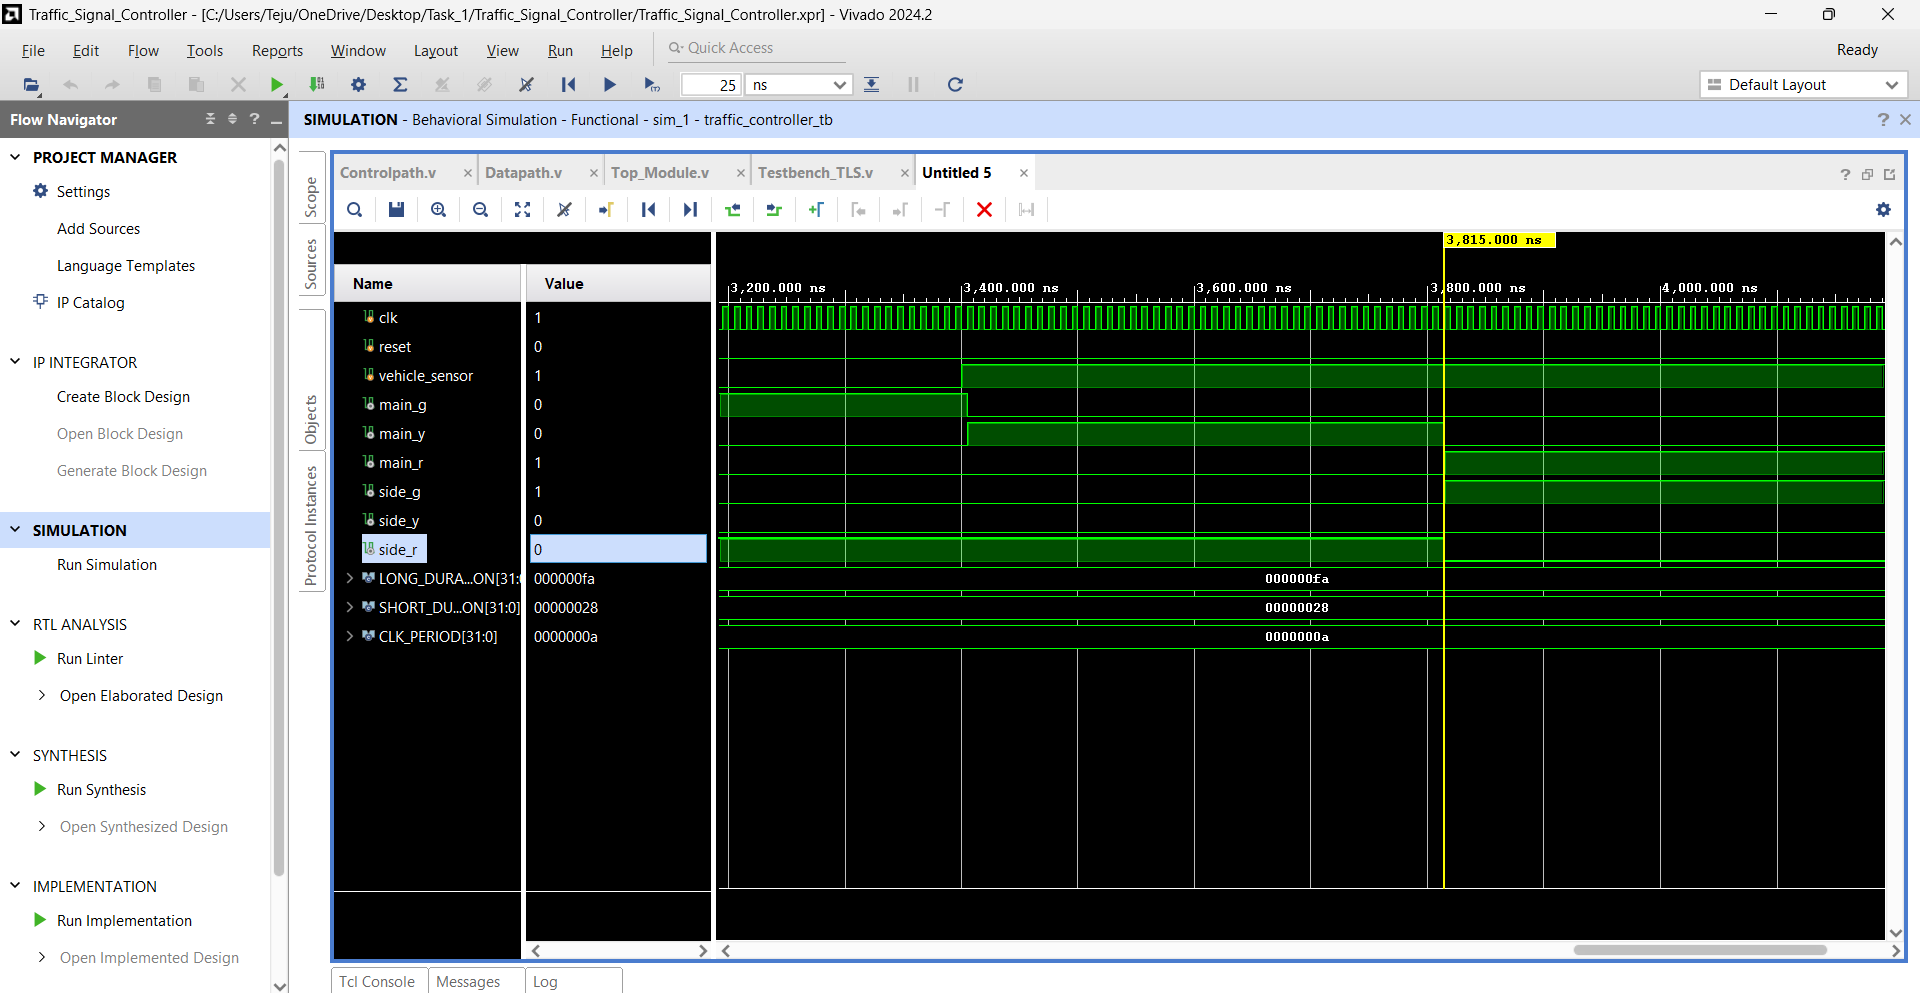 Traffic_Signal_Controller - [C:/Users/Teju/OneDrive/Desktop/Task_1/Traffic_Signal_Controller/Traffic_Signal_Controller.xpr] - Vivado 2024.2
File Edit Flow Tools Reports Window Layout View Run Help Quick Access Ready
25 ns Default Layout
Flow Navigator
SIMULATION - Behavioral Simulation - Functional - sim_1 - traffic_controller_tb
PROJECT MANAGER
Settings
Add Sources
Language Templates
IP Catalog
IP INTEGRATOR
Create Block Design
Open Block Design
Generate Block Design
SIMULATION
Run Simulation
RTL ANALYSIS
Run Linter
Open Elaborated Design
SYNTHESIS
Run Synthesis
Open Synthesized Design
IMPLEMENTATION
Run Implementation
Open Implemented Design
Scope
Sources
Objects
Protocol Instances
Controlpath.v Datapath.v Top_Module.v Testbench_TLS.v Untitled 5
3,815.000 ns
Name Value
3,200.000 ns 3,400.000 ns 3,600.000 ns 3,800.000 ns 4,000.000 ns
clk 1
reset 0
vehicle_sensor 1
main_g 0
main_y 0
main_r 1
side_g 1
side_y 0
side_r 0
LONG_DURA...ON[31:0 000000fa 000000fa
SHORT_DU...ON[31:0] 00000028 00000028
CLK_PERIOD[31:0] 0000000a 0000000a
Tcl Console Messages Log